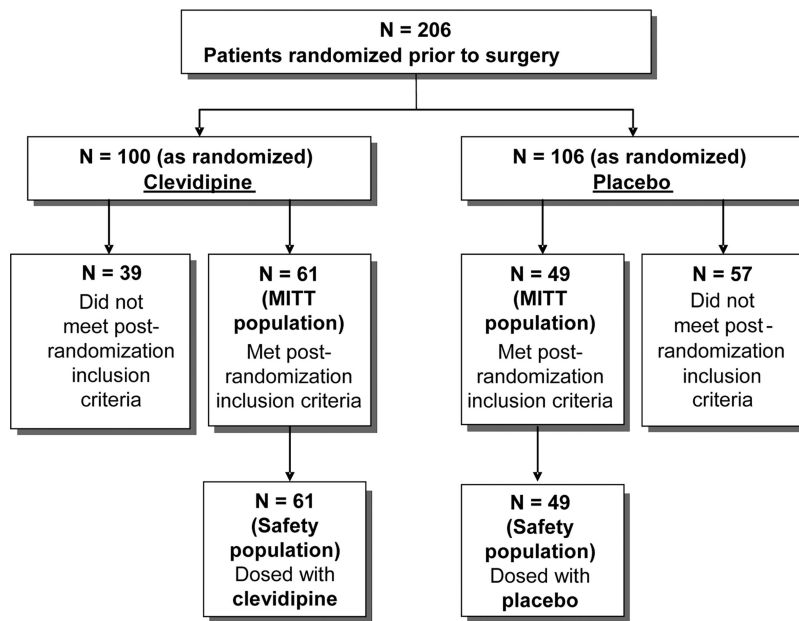 N = 206
Patients randomized prior to surgery
N = 100 (as randomized)
Clevidipine
N = 106 (as randomized)
Placebo
N = 39
Did not
meet post-
randomization
inclusion
criteria
N = 61
(MITT
population)
Met post-
randomization
inclusion criteria
N = 49
(MITT
population)
Met post-
randomization
inclusion criteria
N = 57
Did not
meet post-
randomization
inclusion
criteria
N = 61
(Safety
population)
Dosed with
clevidipine
N = 49
(Safety
population)
Dosed with
placebo